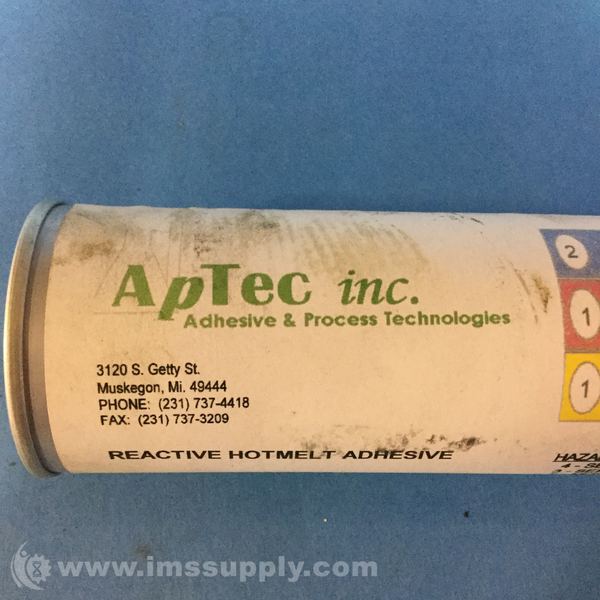 ApTec inc.
Adhesive & Process Technologies
3120 S. Getty St.
Muskegon, Mi. 49444
PHONE: (231) 737-4418
FAX: (231) 737-3209
REACTIVE HOTMELT ADHESIVE
2
1
1
www.imssupply.com